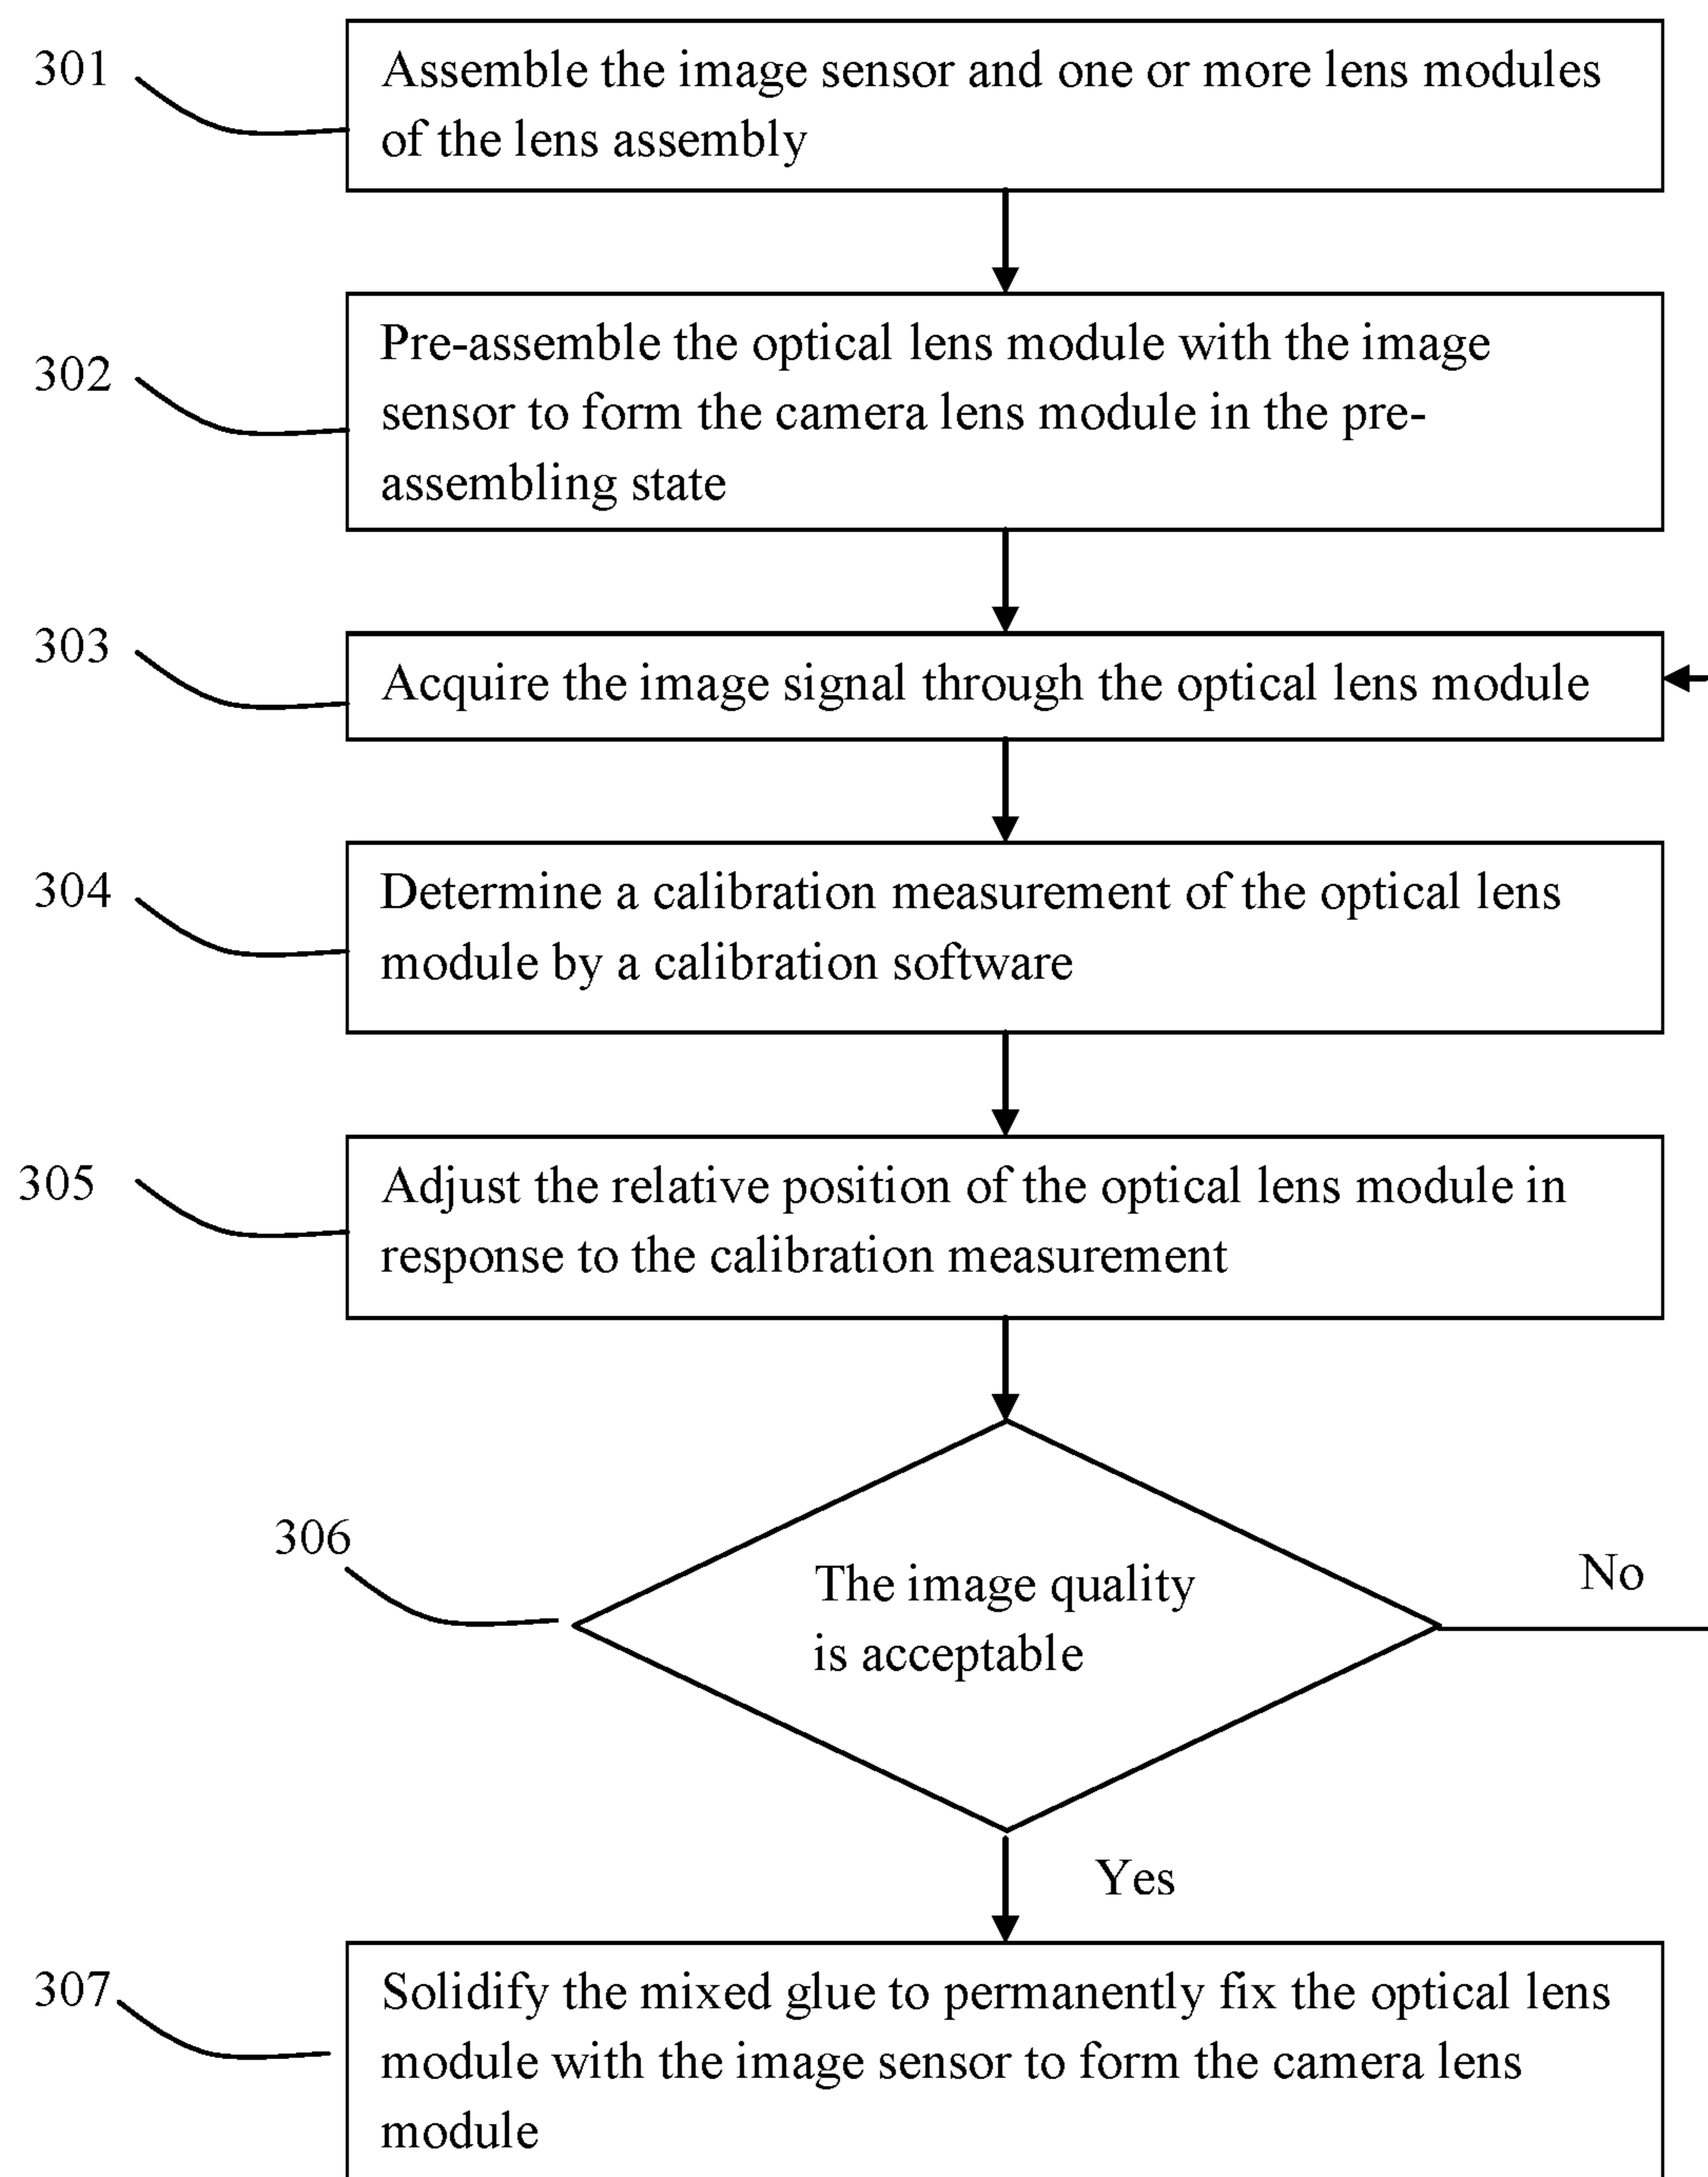 301
Assemble the image sensor and one or more lens modules
of the lens assembly
302
Pre-assemble the optical lens module with the image
sensor to form the camera lens module in the pre-
assembling state
303
Acquire the image signal through the optical lens module
304
Determine a calibration measurement of the optical lens
module by a calibration software
305
Adjust the relative position of the optical lens module in
response to the calibration measurement
306
The image quality
is acceptable
No
Yes
307
Solidify the mixed glue to permanently fix the optical lens
module with the image sensor to form the camera lens
module